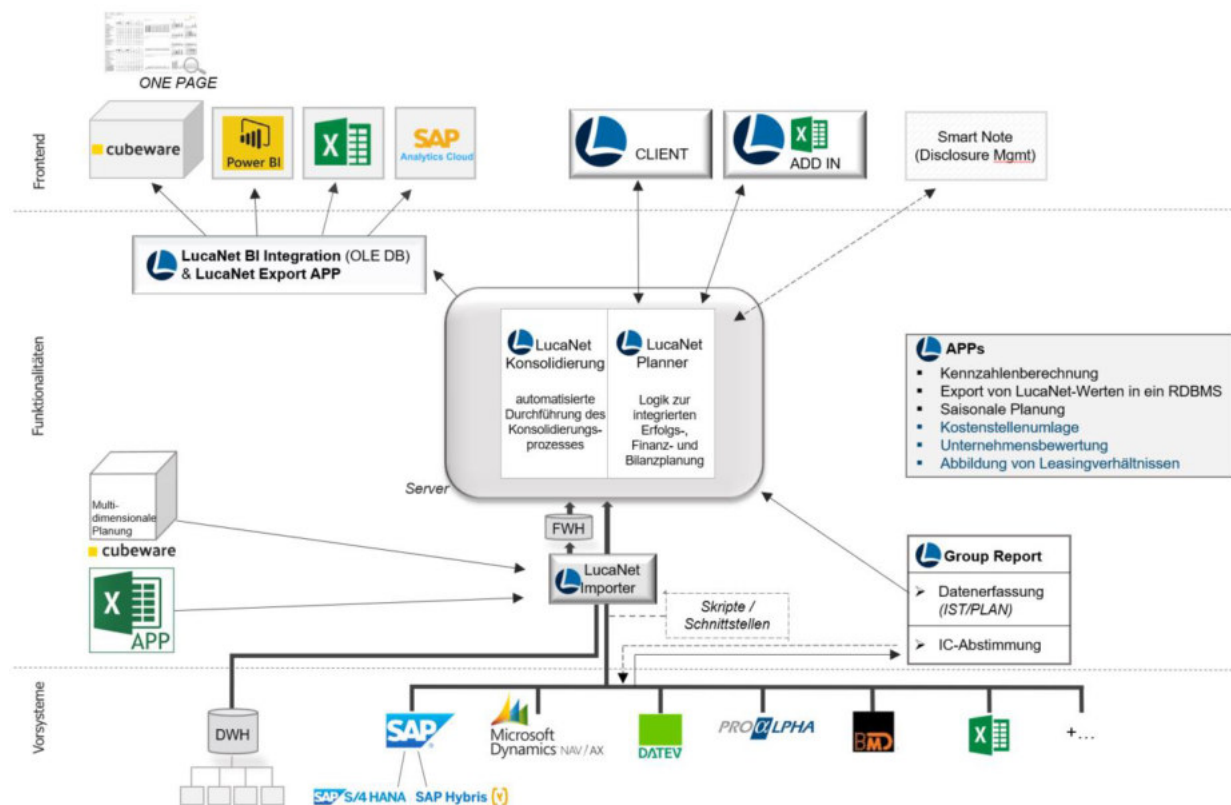 ONE PAGE
Frontend
cubeware
Power BI
SAP
Analytics Cloud
CLIENT
ADD IN
Smart Note
(Disclosure Mgmt)
LucaNet BI Integration (OLE DB)
& LucaNet Export APP
Funktionalitäten
LucaNet
Konsolidierung
automatisierte
Durchführung des
Konsolidierungs-
prozesses
LucaNet
Planner
Logik zur
integrierten
Erfolgs-,
Finanz- und
Bilanzplanung
Server
APPs
▪ Kennzahlenberechnung
▪ Export von LucaNet-Werten in ein RDBMS
▪ Saisonale Planung
▪ Kostenstellenumlage
▪ Unternehmensbewertung
▪ Abbildung von Leasingverhältnissen
Multi-
dimensionale
Planung
cubeware
X
APP
FWH
LucaNet
Importer
Skripte /
Schnittstellen
Group Report
➢ Datenerfassung
(IST/PLAN)
➢ IC-Abstimmung
Vorsysteme
DWH
SAP
Microsoft
Dynamics NAV/AX
DATEV
PROαLPHA
BMD
X
+...
SAP S/4 HANA
SAP Hybris (Y)